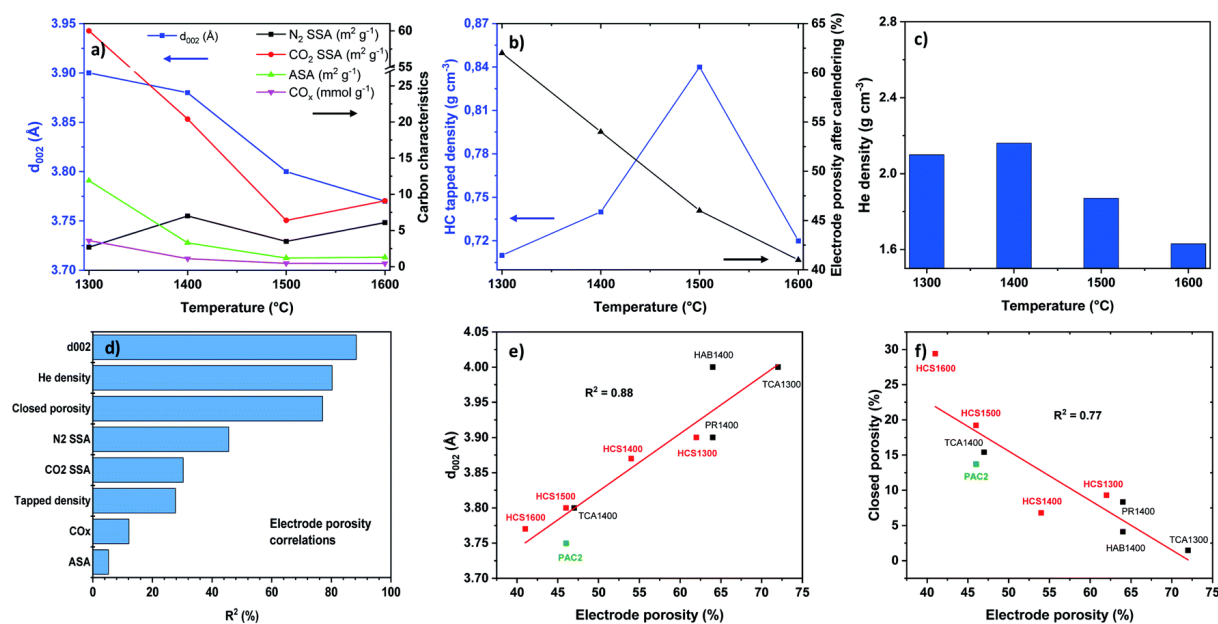 a)
d₀₀₂ (Å)
N₂ SSA (m² g⁻¹)
CO₂ SSA (m² g⁻¹)
ASA (m² g⁻¹)
COₓ (mmol g⁻¹)
3.95
3.90
3.85
3.80
3.75
3.70
d₀₀₂ (Å)
60
55
25
20
15
10
5
0
Carbon characteristics
1300 1400 1500 1600
Temperature (°C)
b)
0,87
0,84
0,81
0,78
0,75
0,72
HC tapped density (g cm⁻³)
65
60
55
50
45
40
Electrode porosity after calendering (%)
1300 1400 1500 1600
Temperature (°C)
c)
2.8
2.4
2.0
1.6
He density (g cm⁻³)
1300 1400 1500 1600
Temperature (°C)
d)
d002
He density
Closed porosity
N2 SSA
CO2 SSA
Tapped density
COx
ASA
Electrode porosity
correlations
0 20 40 60 80 100
R² (%)
e)
4.05
4.00
3.95
3.90
3.85
3.80
3.75
3.70
d₀₀₂ (Å)
R² = 0.88
HAB1400
TCA1300
PR1400
HCS1300
HCS1400
HCS1500
TCA1400
HCS1600
PAC2
40 45 50 55 60 65 70 75
Electrode porosity (%)
f)
30
25
20
15
10
5
0
Closed porosity (%)
HCS1600
R² = 0.77
HCS1500
TCA1400
PAC2
HCS1300
HCS1400
PR1400
HAB1400
TCA1300
40 45 50 55 60 65 70 75
Electrode porosity (%)